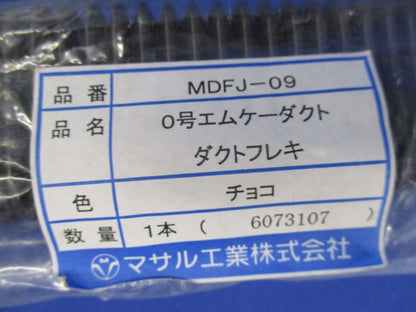 品番 MDFJ-09
品名 0号エムケーダクト
ダクトフレキ
色 チョコ
数量 1本 ( 6073107 )
マサル工業株式会社